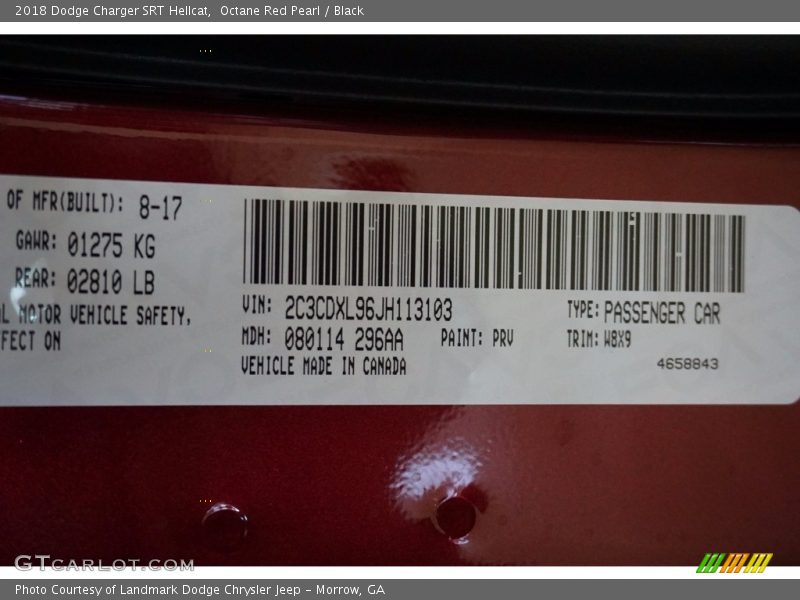 2018 Dodge Charger SRT Hellcat,  Octane Red Pearl / Black
OF MFR(BUILT): 8-17
GAWR: 01275 KG
REAR: 02810 LB
L MOTOR VEHICLE SAFETY,
FECT ON
VIN: 2C3CDXL96JH113103
TYPE: PASSENGER CAR
MDH: 080114 296AA
PAINT: PRV
TRIM: W8X9
VEHICLE MADE IN CANADA
4658843
GTcarlot.com
Photo Courtesy of Landmark Dodge Chrysler Jeep – Morrow, GA